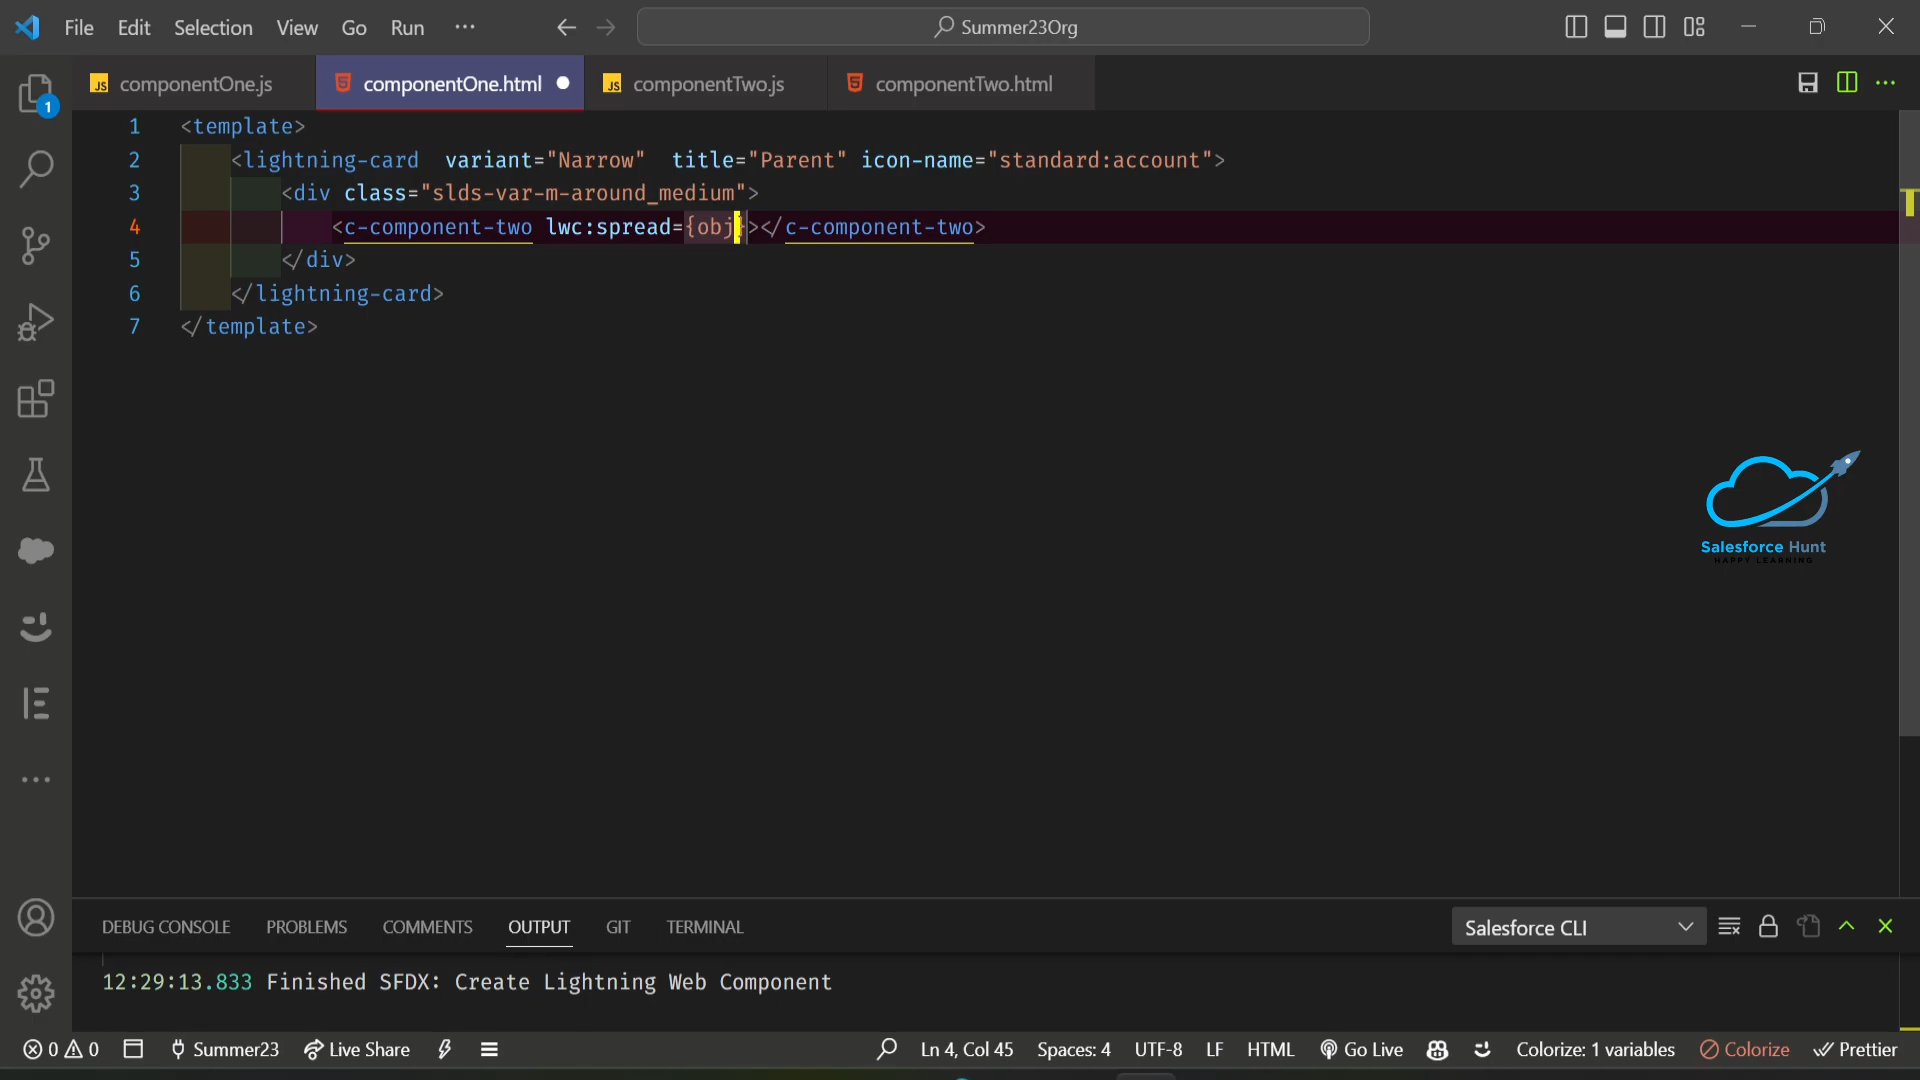 File Edit Selection View Go Run ··· Summer23Org
componentOne.js componentOne.html componentTwo.js componentTwo.html
1 <template>
2 <lightning-card variant="Narrow" title="Parent" icon-name="standard:account">
3 <div class="slds-var-m-around_medium">
4 <c-component-two lwc:spread={obj}></c-component-two>
5 </div>
6 </lightning-card>
7 </template>
1
Salesforce Hunt
HAPPY LEARNING
DEBUG CONSOLE PROBLEMS COMMENTS OUTPUT GIT TERMINAL Salesforce CLI
12:29:13.833 Finished SFDX: Create Lightning Web Component
0 0 Summer23 Live Share Ln 4, Col 45 Spaces: 4 UTF-8 LF HTML Go Live Colorize: 1 variables Colorize Prettier